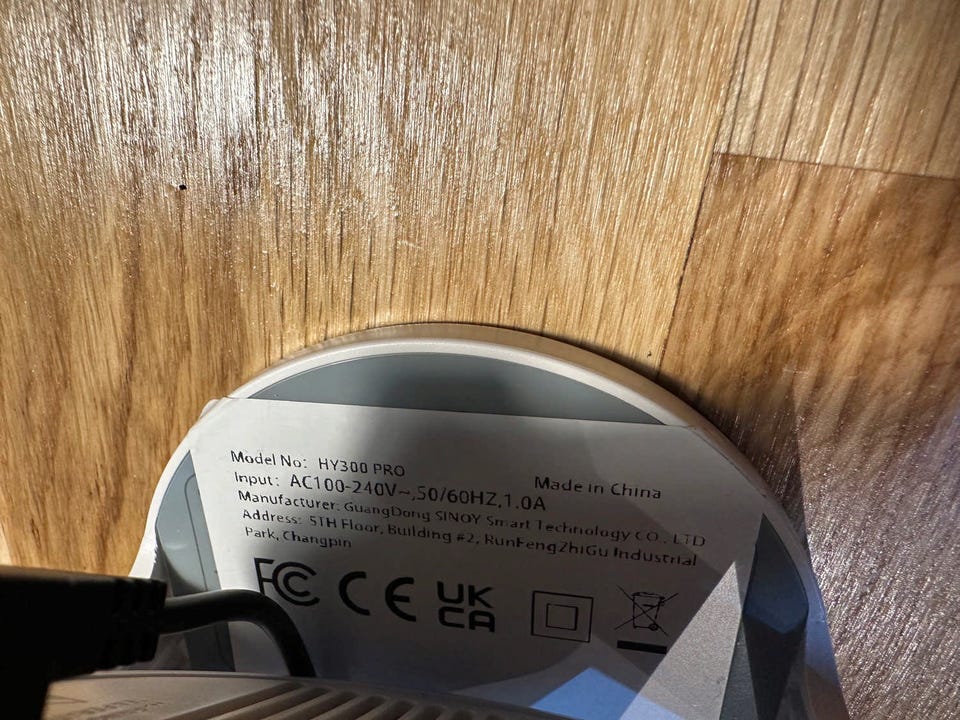 Model No: HY300 PRO
Made in China
Input: AC100-240V~,50/60HZ,1.0A
Manufacturer: GuangDong SINOY Smart Technology CO., LTD
Address: 5TH Floor, Building #2, RunFengZhiGu Industrial
Park, Changpin
FC CE UK
CA